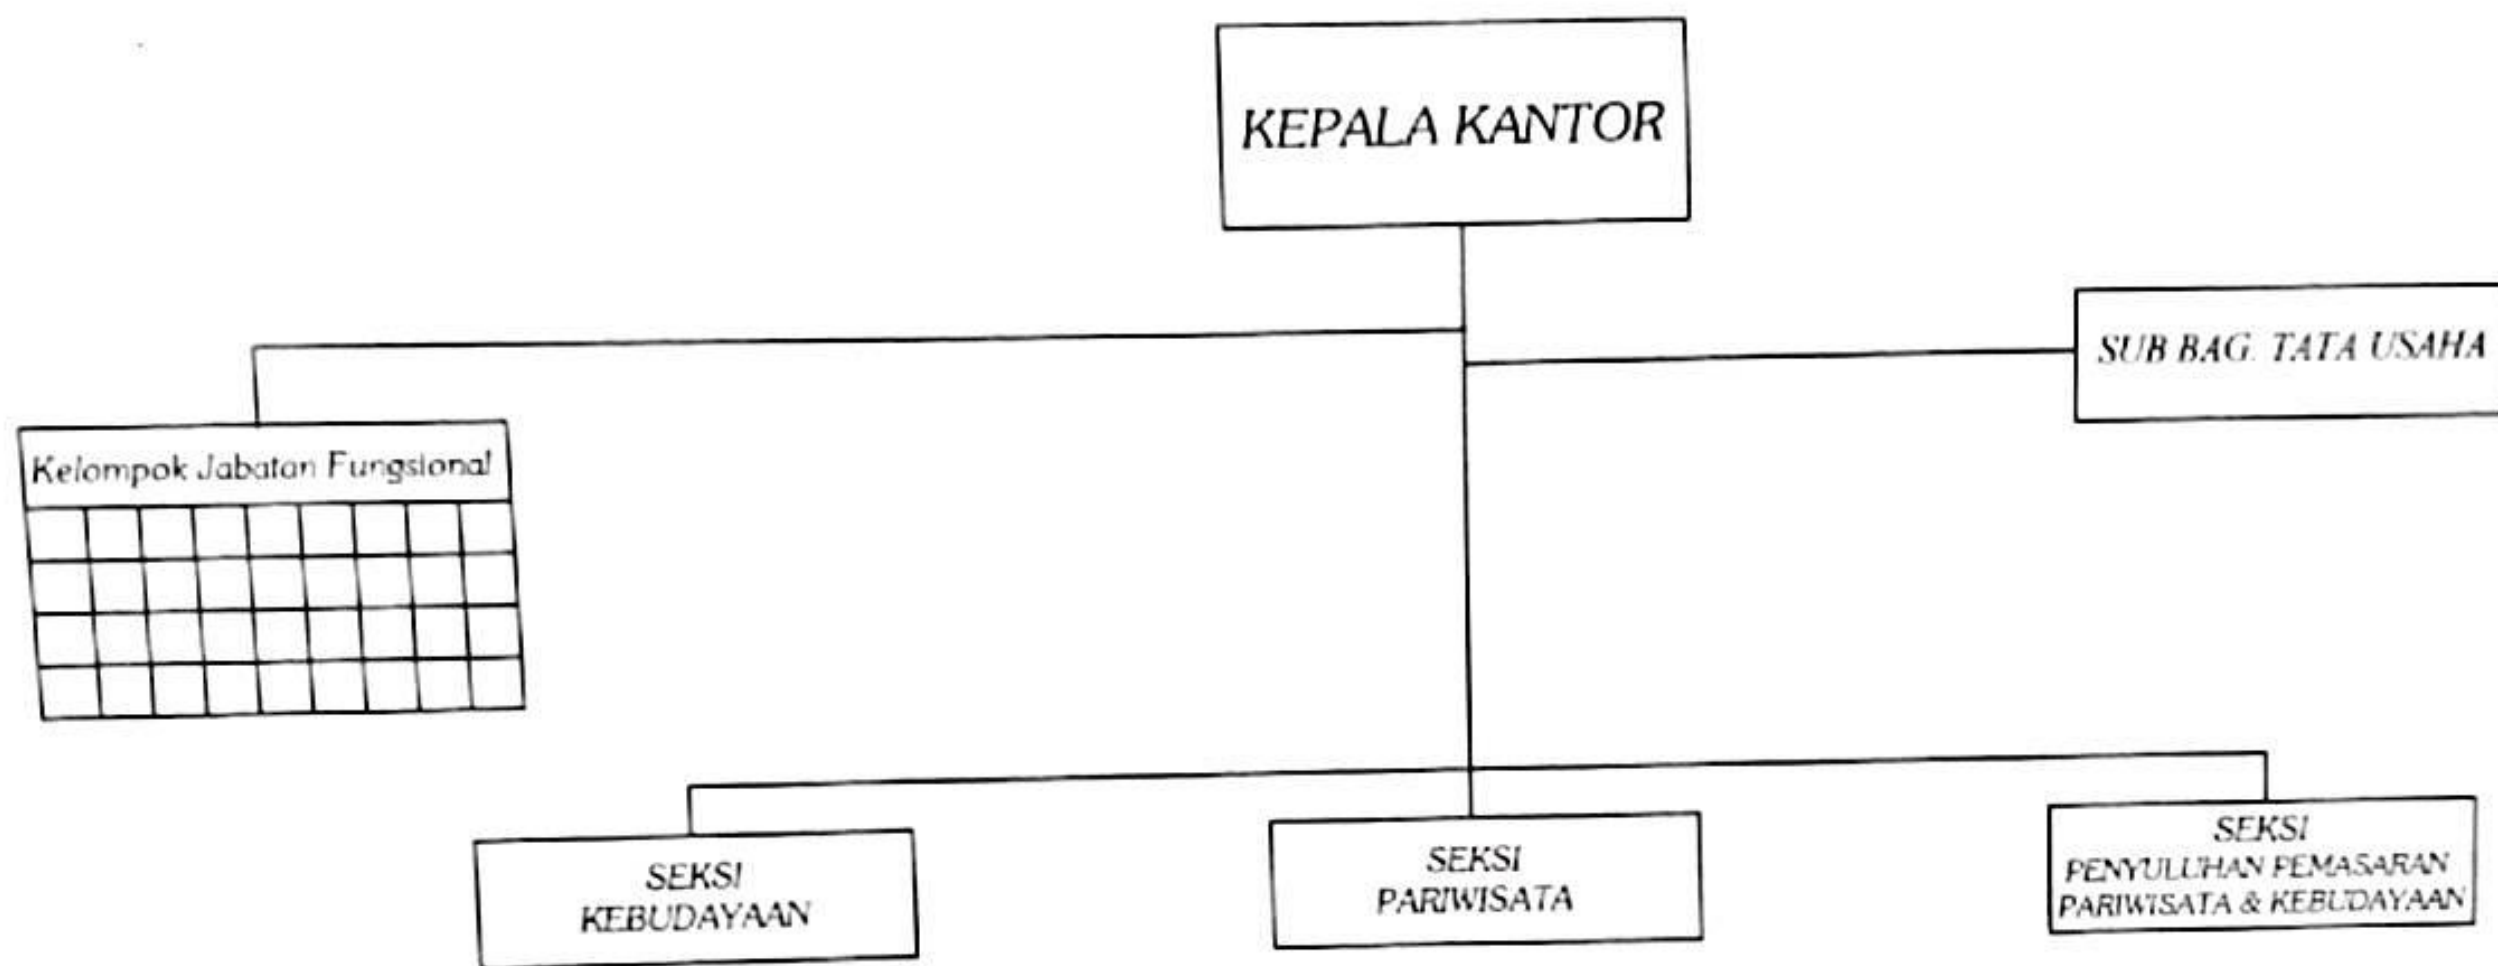 KEPALA KANTOR
SUB BAG. TATA USAHA
Kelompok Jabatan Fungsional
SEKSI
KEBUDAYAAN
SEKSI
PARIWISATA
SEKSI
PENYULUHAN PEMASARAN
PARIWISATA & KEBUDAYAAN